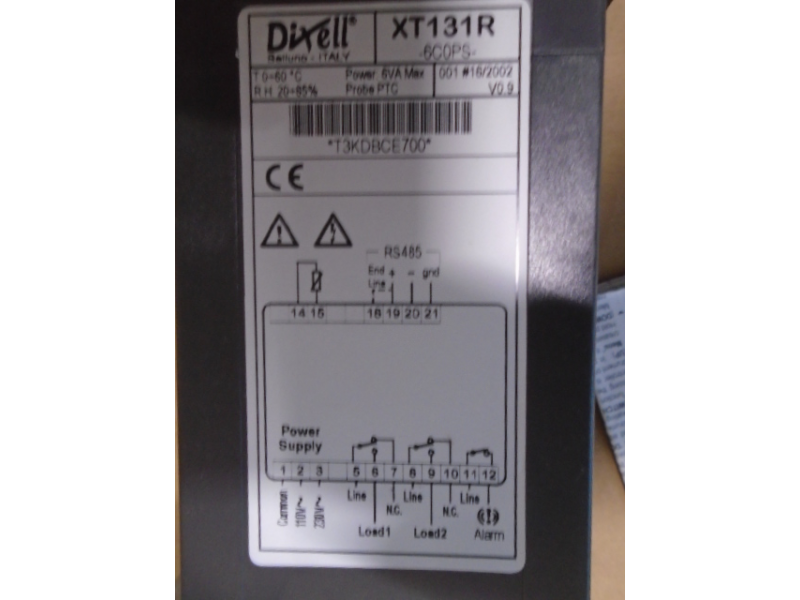 Dixell®
Belluno - ITALY
XT131R
-6C0PS-
T 0÷60 °C
R.H. 20÷85%
Power 6VA Max
Probe PTC
001 #16/2002
V0.9
*T3KDBCE700*
CE
RS485
End Line + - gnd
14 15 18 19 20 21
Power
Supply
1 2 3 5 6 7 8 9 10 11 12
Common 110V~ 230V~ Line N.C. Line N.C. Line
Load1 Load2 Alarm